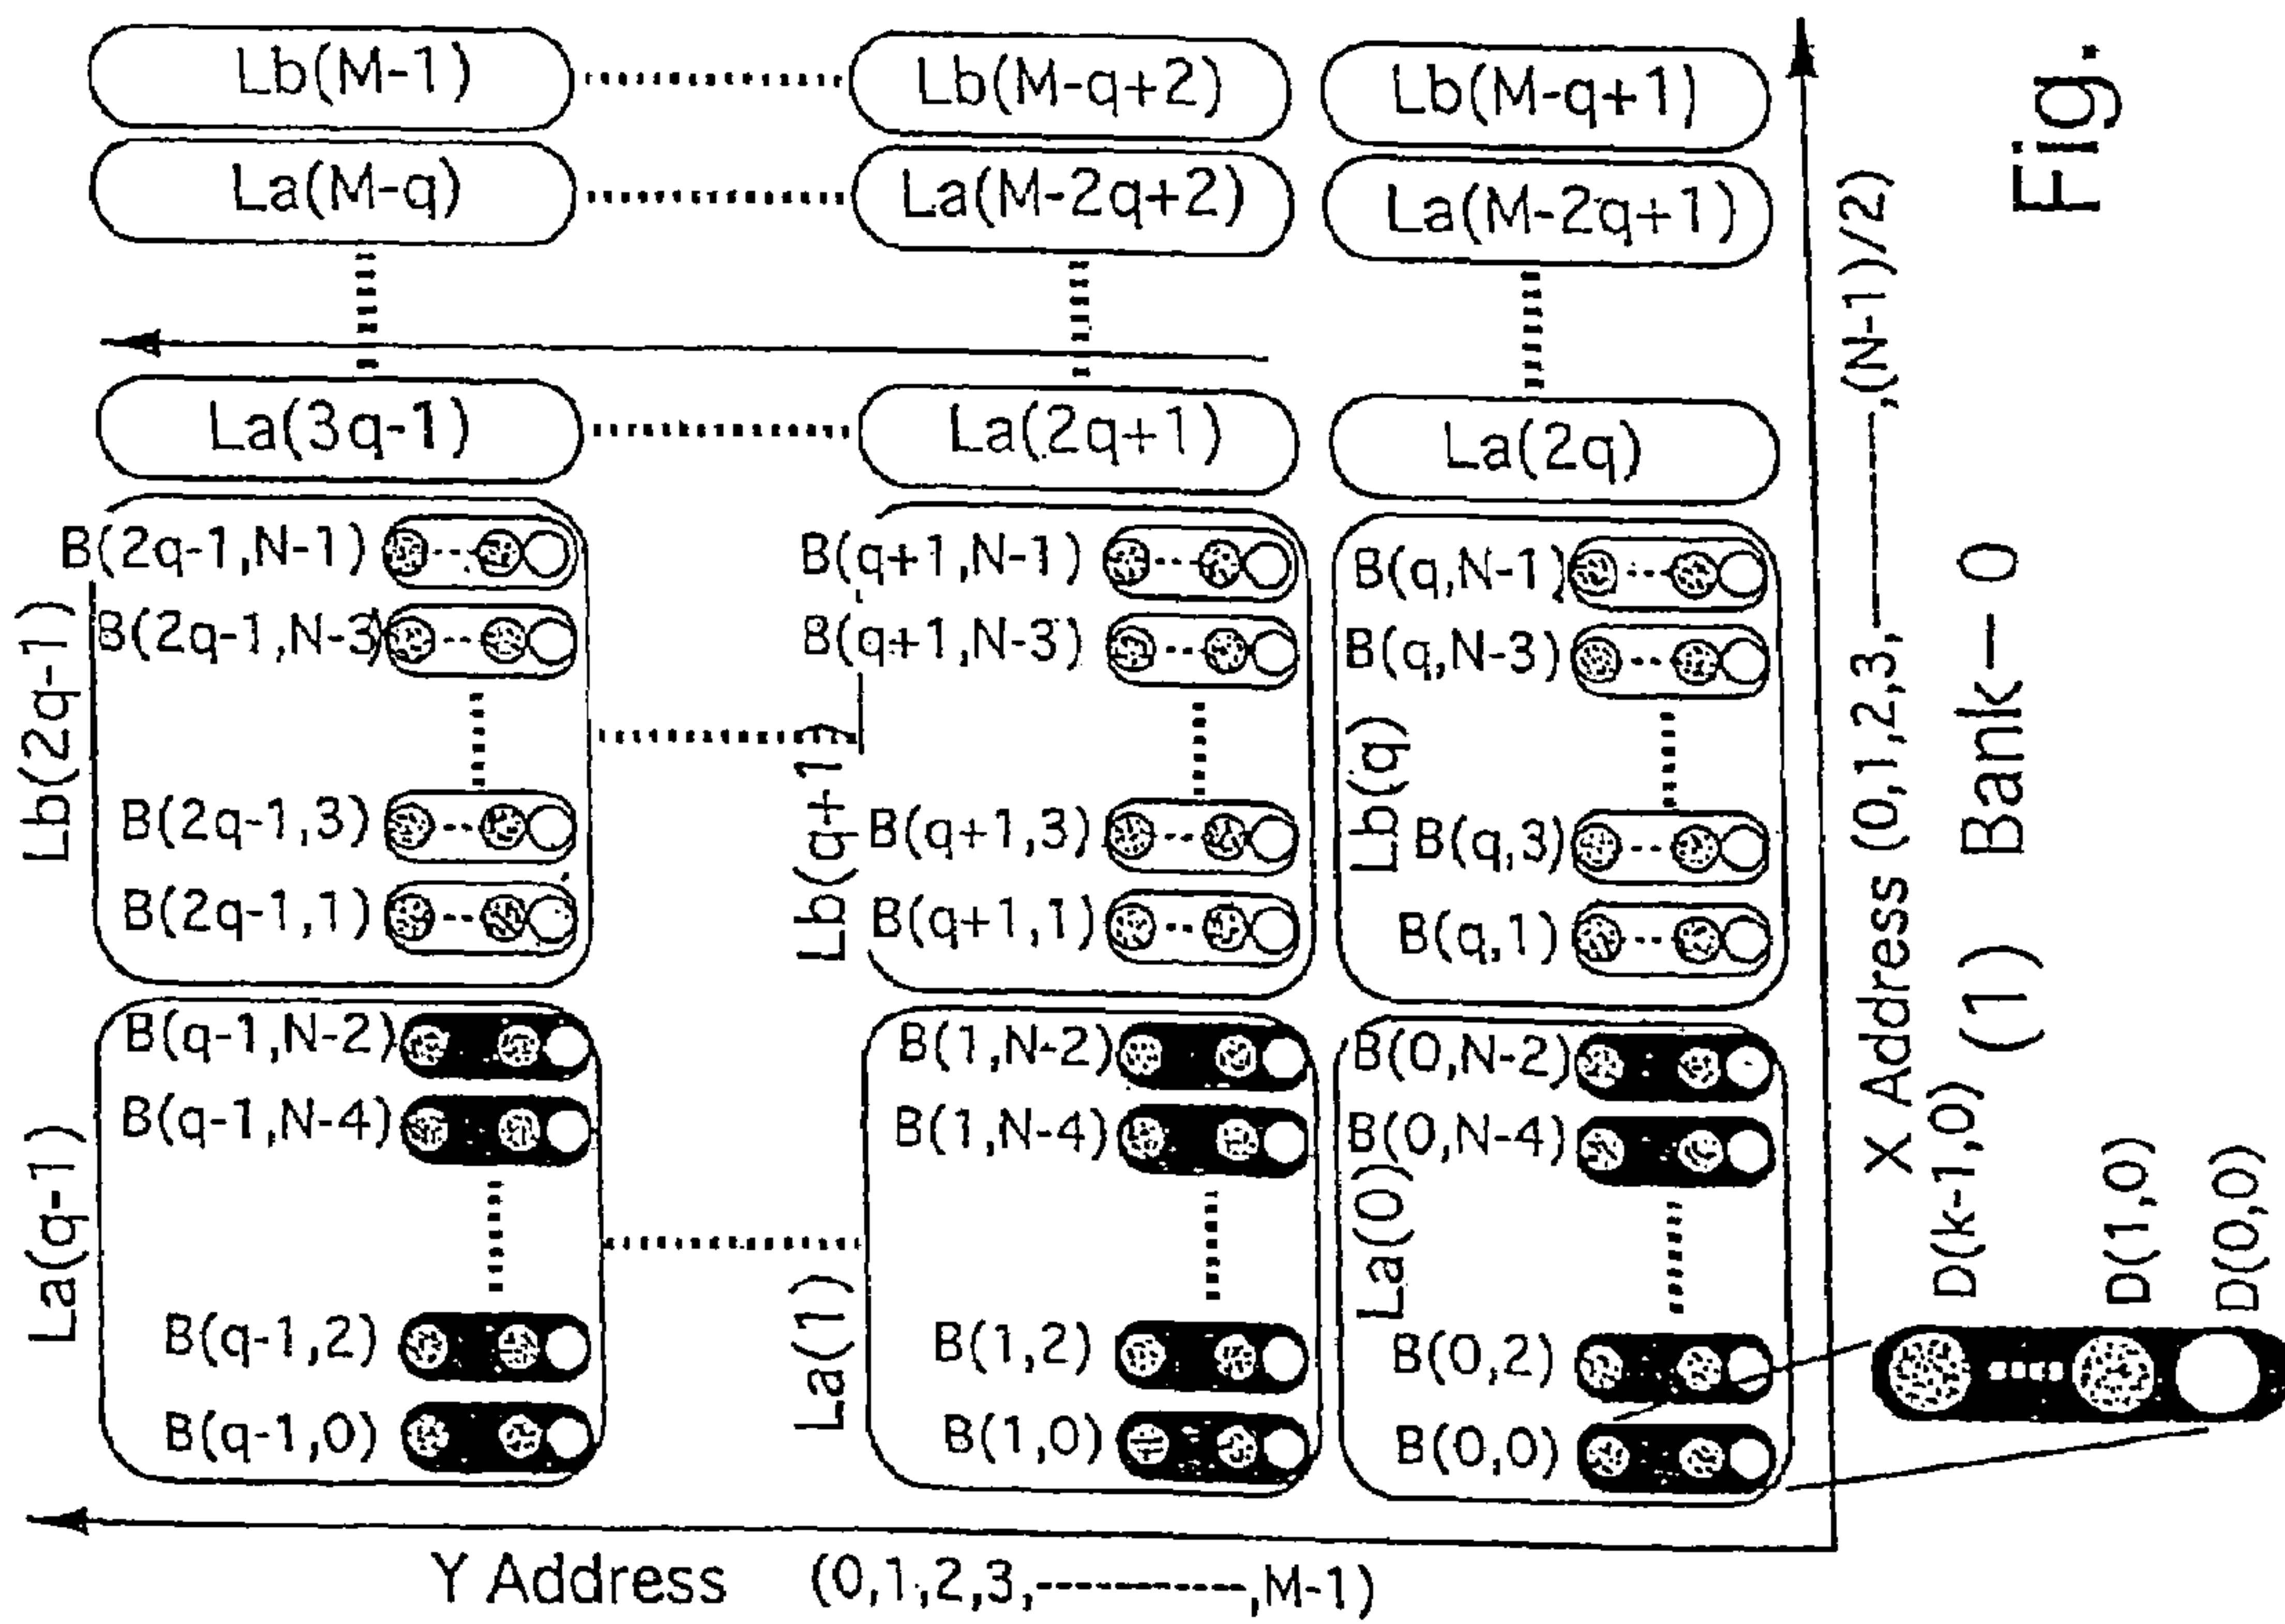 Lb(M-1)
Lb(M-q+2)
Lb(M-q+1)
La(M-q)
La(M-2q+2)
La(M-2q+1)
La(3q-1)
La(2q+1)
La(2q)
Lb(2q-1)
B(2q-1,N-1)
B(2q-1,N-3)
B(2q-1,3)
B(2q-1,1)
Lb(q+1)
B(q+1,N-1)
B(q+1,N-3)
B(q+1,3)
B(q+1,1)
Lb(q)
B(q,N-1)
B(q,N-3)
B(q,3)
B(q,1)
La(q-1)
B(q-1,N-2)
B(q-1,N-4)
B(q-1,2)
B(q-1,0)
La(1)
B(1,N-2)
B(1,N-4)
B(1,2)
B(1,0)
La(0)
B(0,N-2)
B(0,N-4)
B(0,2)
B(0,0)
Y Address (0,1,2,3,-----------,M-1)
X Address (0,1,2,3,-----------,(N-1)/2)
D(k-1,0)
D(1,0)
D(0,0)
(1) Bank-0
Fig.